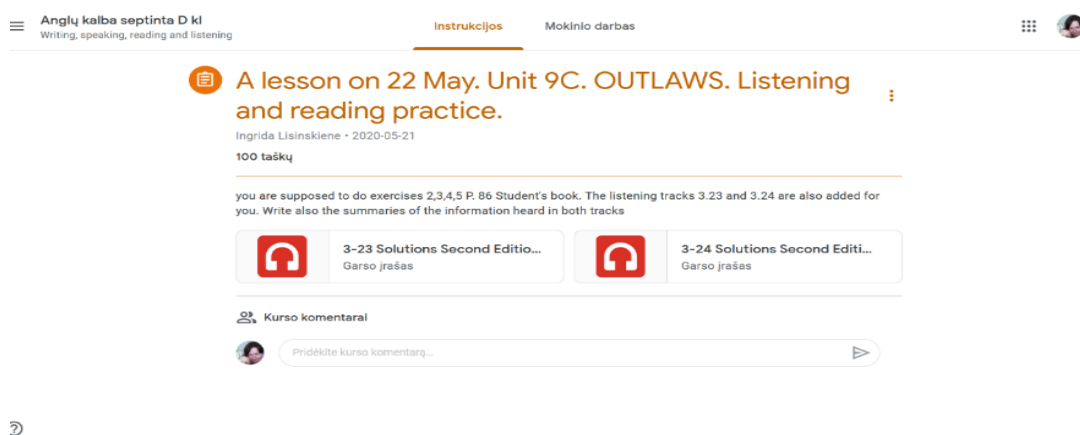 Anglų kalba septinta D kl
Writing, speaking, reading and listening
Instrukcijos
Mokinio darbas
A lesson on 22 May. Unit 9C. OUTLAWS. Listening
and reading practice.
Ingrida Lisinskiene • 2020-05-21
100 taškų
you are supposed to do exercises 2,3,4,5 P. 86 Student's book. The listening tracks 3.23 and 3.24 are also added for
you. Write also the summaries of the information heard in both tracks
3-23 Solutions Second Editio...
Garso įrašas
3-24 Solutions Second Editi...
Garso įrašas
Kurso komentarai
Pridėkite kurso komentarą...